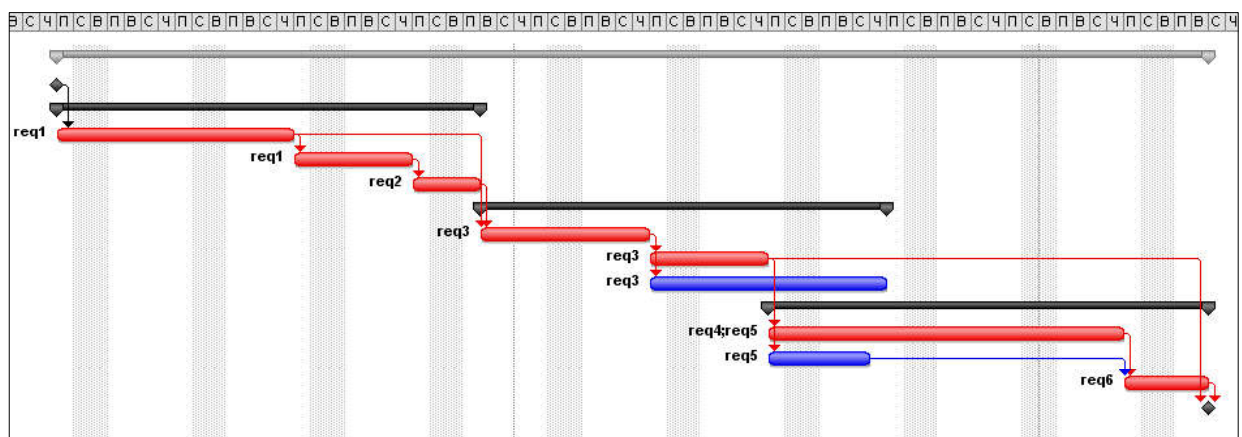 В С Ч П С В П В С Ч П С В П В С Ч П С В П В С Ч П С В П В С Ч П С В П В С Ч П С В П В С Ч П С В П В С Ч П С В П В С Ч П С В П В С Ч П С В П В С Ч
req1
req1
req2
req3
req3
req3
req4;req5
req5
req6